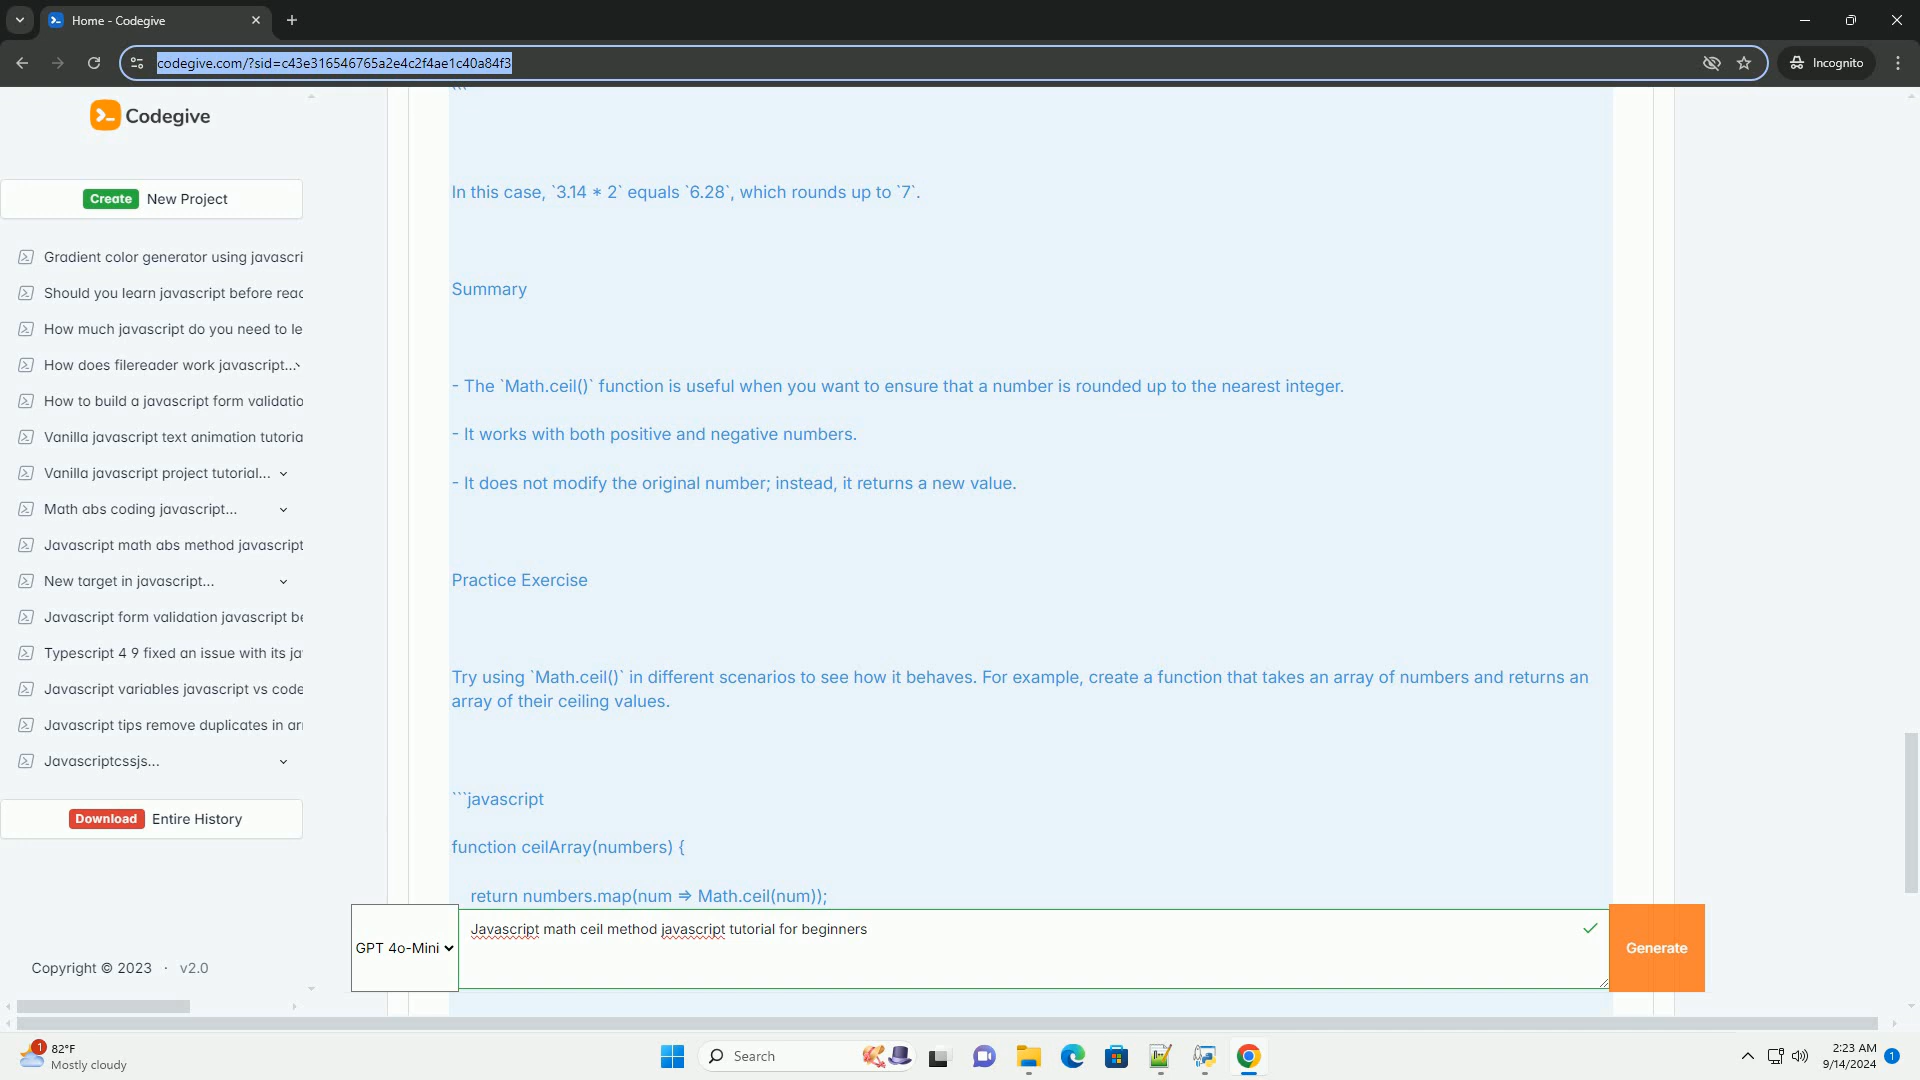 Home - Codegive
codegive.com/?sid=c43e316546765a2e4c2f4ae1c40a84f3
Incognito
Codegive
Create New Project
Gradient color generator using javascri
Should you learn javascript before reac
How much javascript do you need to le
How does filereader work javascript...
How to build a javascript form validatio
Vanilla javascript text animation tutoria
Vanilla javascript project tutorial...
Math abs coding javascript...
Javascript math abs method javascript
New target in javascript...
Javascript form validation javascript be
Typescript 4 9 fixed an issue with its ja
Javascript variables javascript vs code
Javascript tips remove duplicates in arr
Javascriptcssjs...
Download Entire History
Copyright © 2023 · v2.0
```
In this case, `3.14 * 2` equals `6.28`, which rounds up to `7`.
Summary
- The `Math.ceil()` function is useful when you want to ensure that a number is rounded up to the nearest integer.
- It works with both positive and negative numbers.
- It does not modify the original number; instead, it returns a new value.
Practice Exercise
Try using `Math.ceil()` in different scenarios to see how it behaves. For example, create a function that takes an array of numbers and returns an
array of their ceiling values.
```javascript
function ceilArray(numbers) {
return numbers.map(num => Math.ceil(num));
GPT 4o-Mini
Javascript math ceil method javascript tutorial for beginners
Generate
1
82°F
Mostly cloudy
Search
2:23 AM
9/14/2024
1